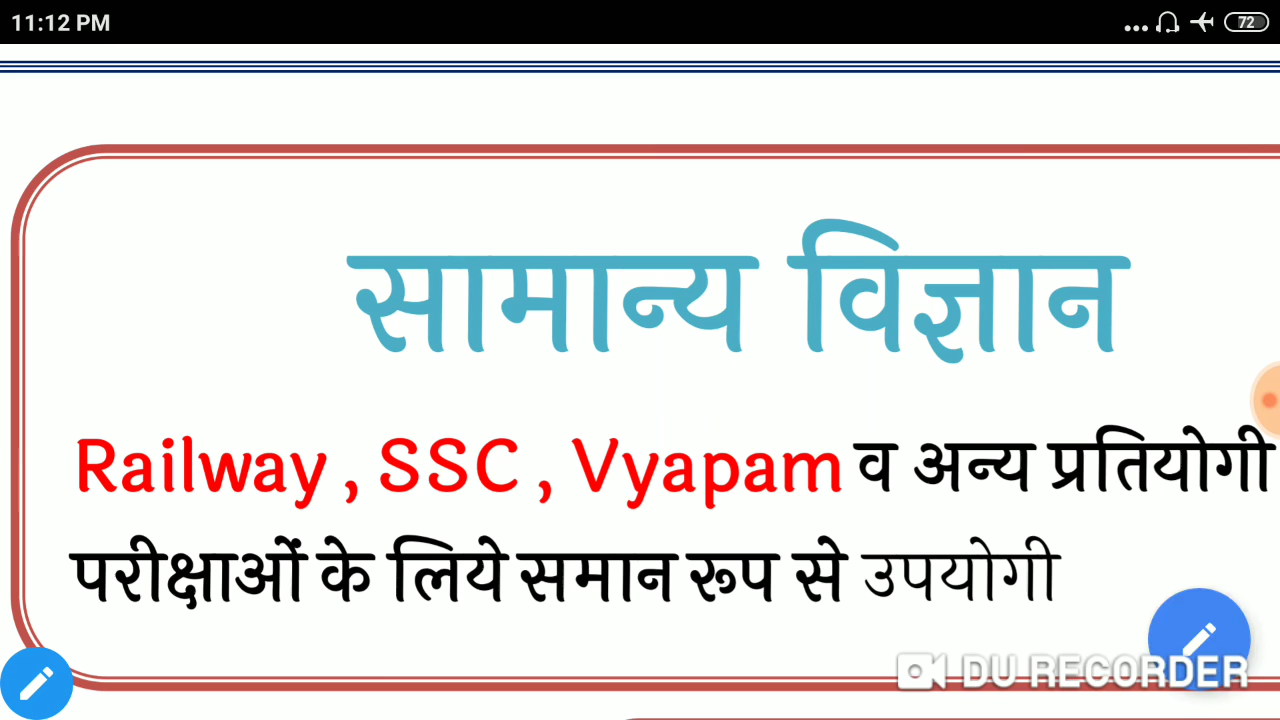 11:12 PM
72
सामान्य विज्ञान
Railway , SSC , Vyapam व अन्य प्रतियोगी
परीक्षाओं के लिये समान रूप से उपयोगी
DU RECORDER